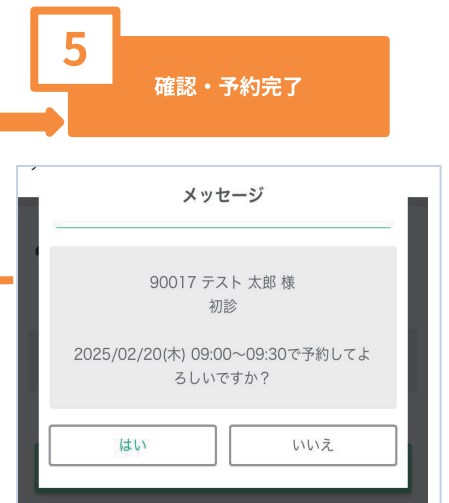 5
確認・予約完了
メッセージ
90017 テスト 太郎 様
初診
2025/02/20(木) 09:00〜09:30で予約してよ
ろしいですか？
はい
いいえ